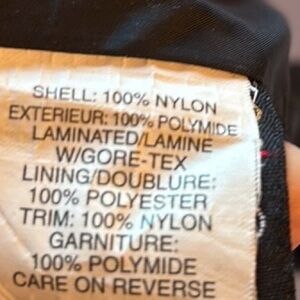 SHELL: 100% NYLON
EXTERIEUR: 100% POLYMIDE
LAMINATED/LAMINE
W/GORE-TEX
LINING/DOUBLURE:
100% POLYESTER
TRIM: 100% NYLON
GARNITURE:
100% POLYMIDE
CARE ON REVERSE